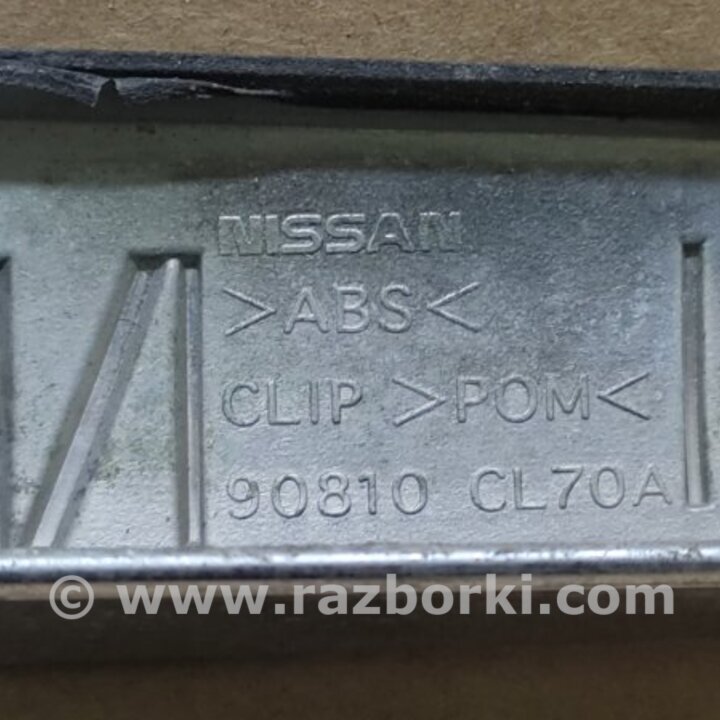 NISSAN
>ABS<
CLIP >POM<
90810 CL70A
© www.razborki.com